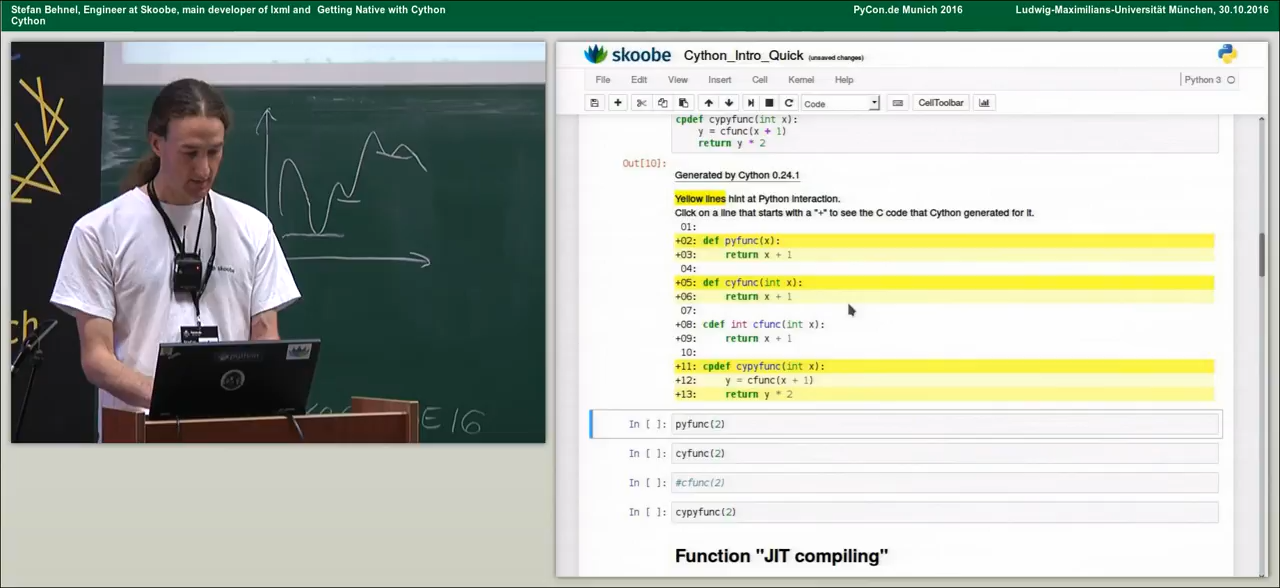 Stefan Behnel, Engineer at Skoobe, main developer of lxml and Cython
Getting Native with Cython
PyCon.de Munich 2016
Ludwig-Maximilians-Universität München, 30.10.2016
skoobe
Cython_Intro_Quick (unsaved changes)
File Edit View Insert Cell Kernel Help
Python 3
Code
CellToolbar
cpdef cypyfunc(int x):
    y = cfunc(x + 1)
    return y * 2
Out[10]:
Generated by Cython 0.24.1
Yellow lines hint at Python interaction.
Click on a line that starts with a "+" to see the C code that Cython generated for it.
01:
+02: def pyfunc(x):
+03:     return x + 1
04:
+05: def cyfunc(int x):
+06:     return x + 1
07:
+08: cdef int cfunc(int x):
+09:     return x + 1
10:
+11: cpdef cypyfunc(int x):
+12:     y = cfunc(x + 1)
+13:     return y * 2
In [ ]: pyfunc(2)
In [ ]: cyfunc(2)
In [ ]: #cfunc(2)
In [ ]: cypyfunc(2)
Function "JIT compiling"
E16